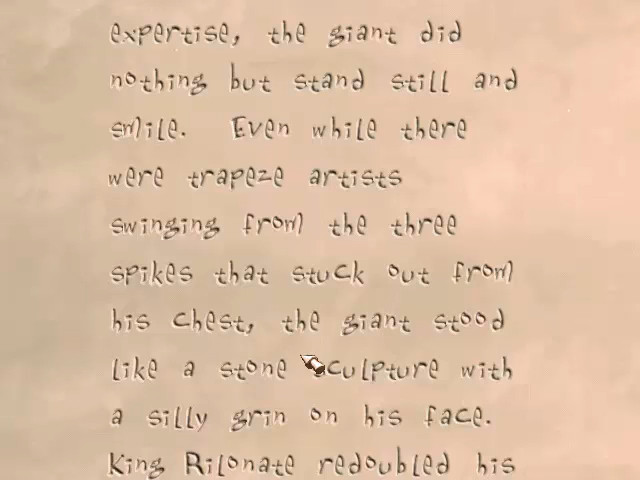 expertise, the giant did
nothing but stand still and
smile. Even while there
were trapeze artists
swinging from the three
spikes that stuck out from
his chest, the giant stood
like a stone sculpture with
a silly grin on his face.
King Rilonate redoubled his